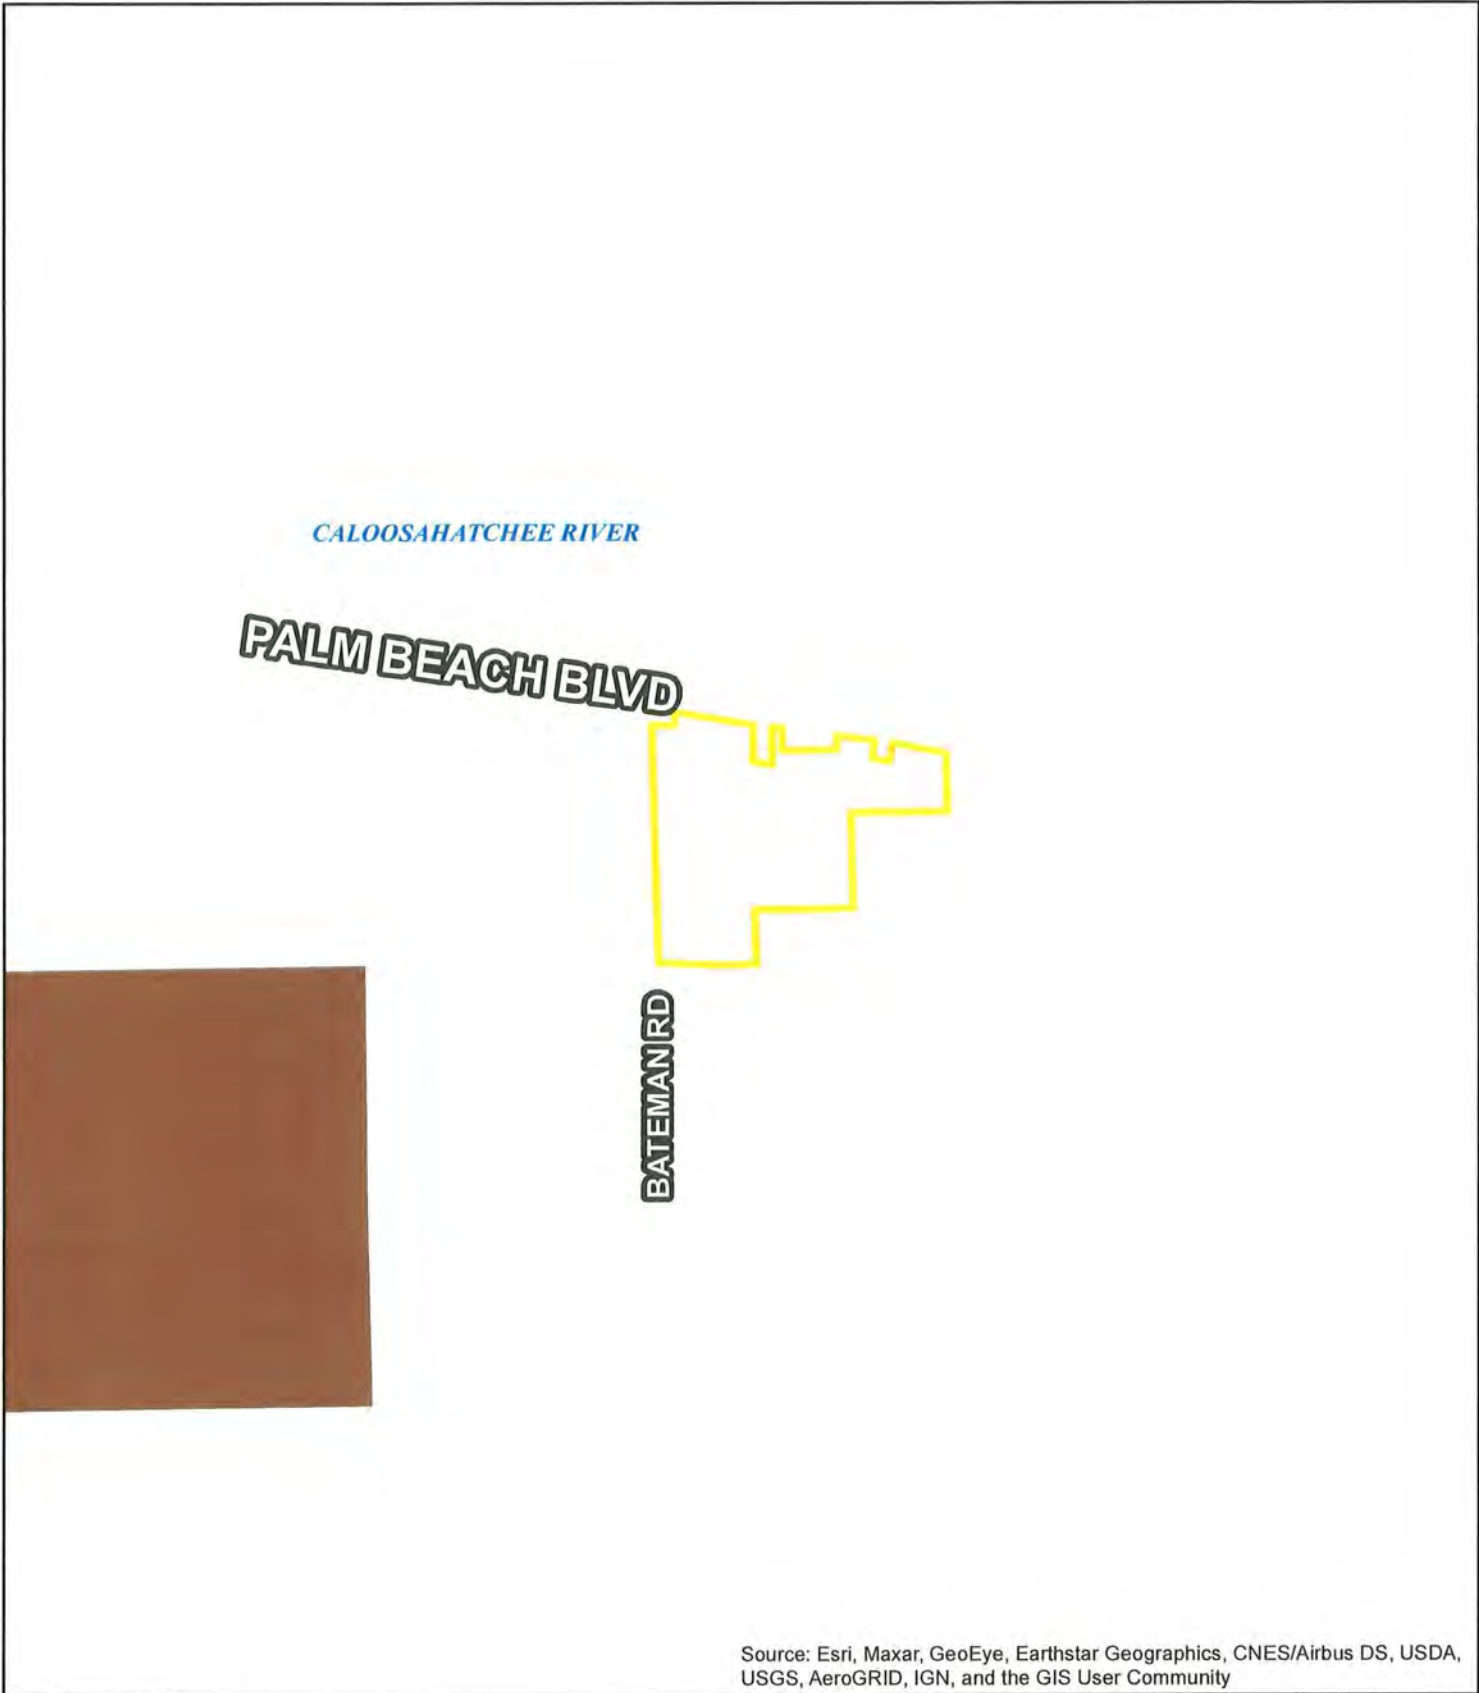 CALOOSAHATCHEE RIVER
PALM BEACH BLVD
BATEMAN RD
Source: Esri, Maxar, GeoEye, Earthstar Geographics, CNES/Airbus DS, USDA,
USGS, AeroGRID, IGN, and the GIS User Community